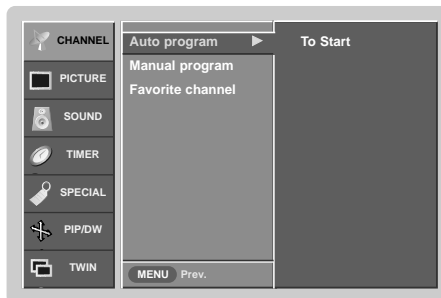 CHANNEL
PICTURE
SOUND
TIMER
SPECIAL
PIP/DW
TWIN
Auto program
Manual program
Favorite channel
MENU Prev.
To Start